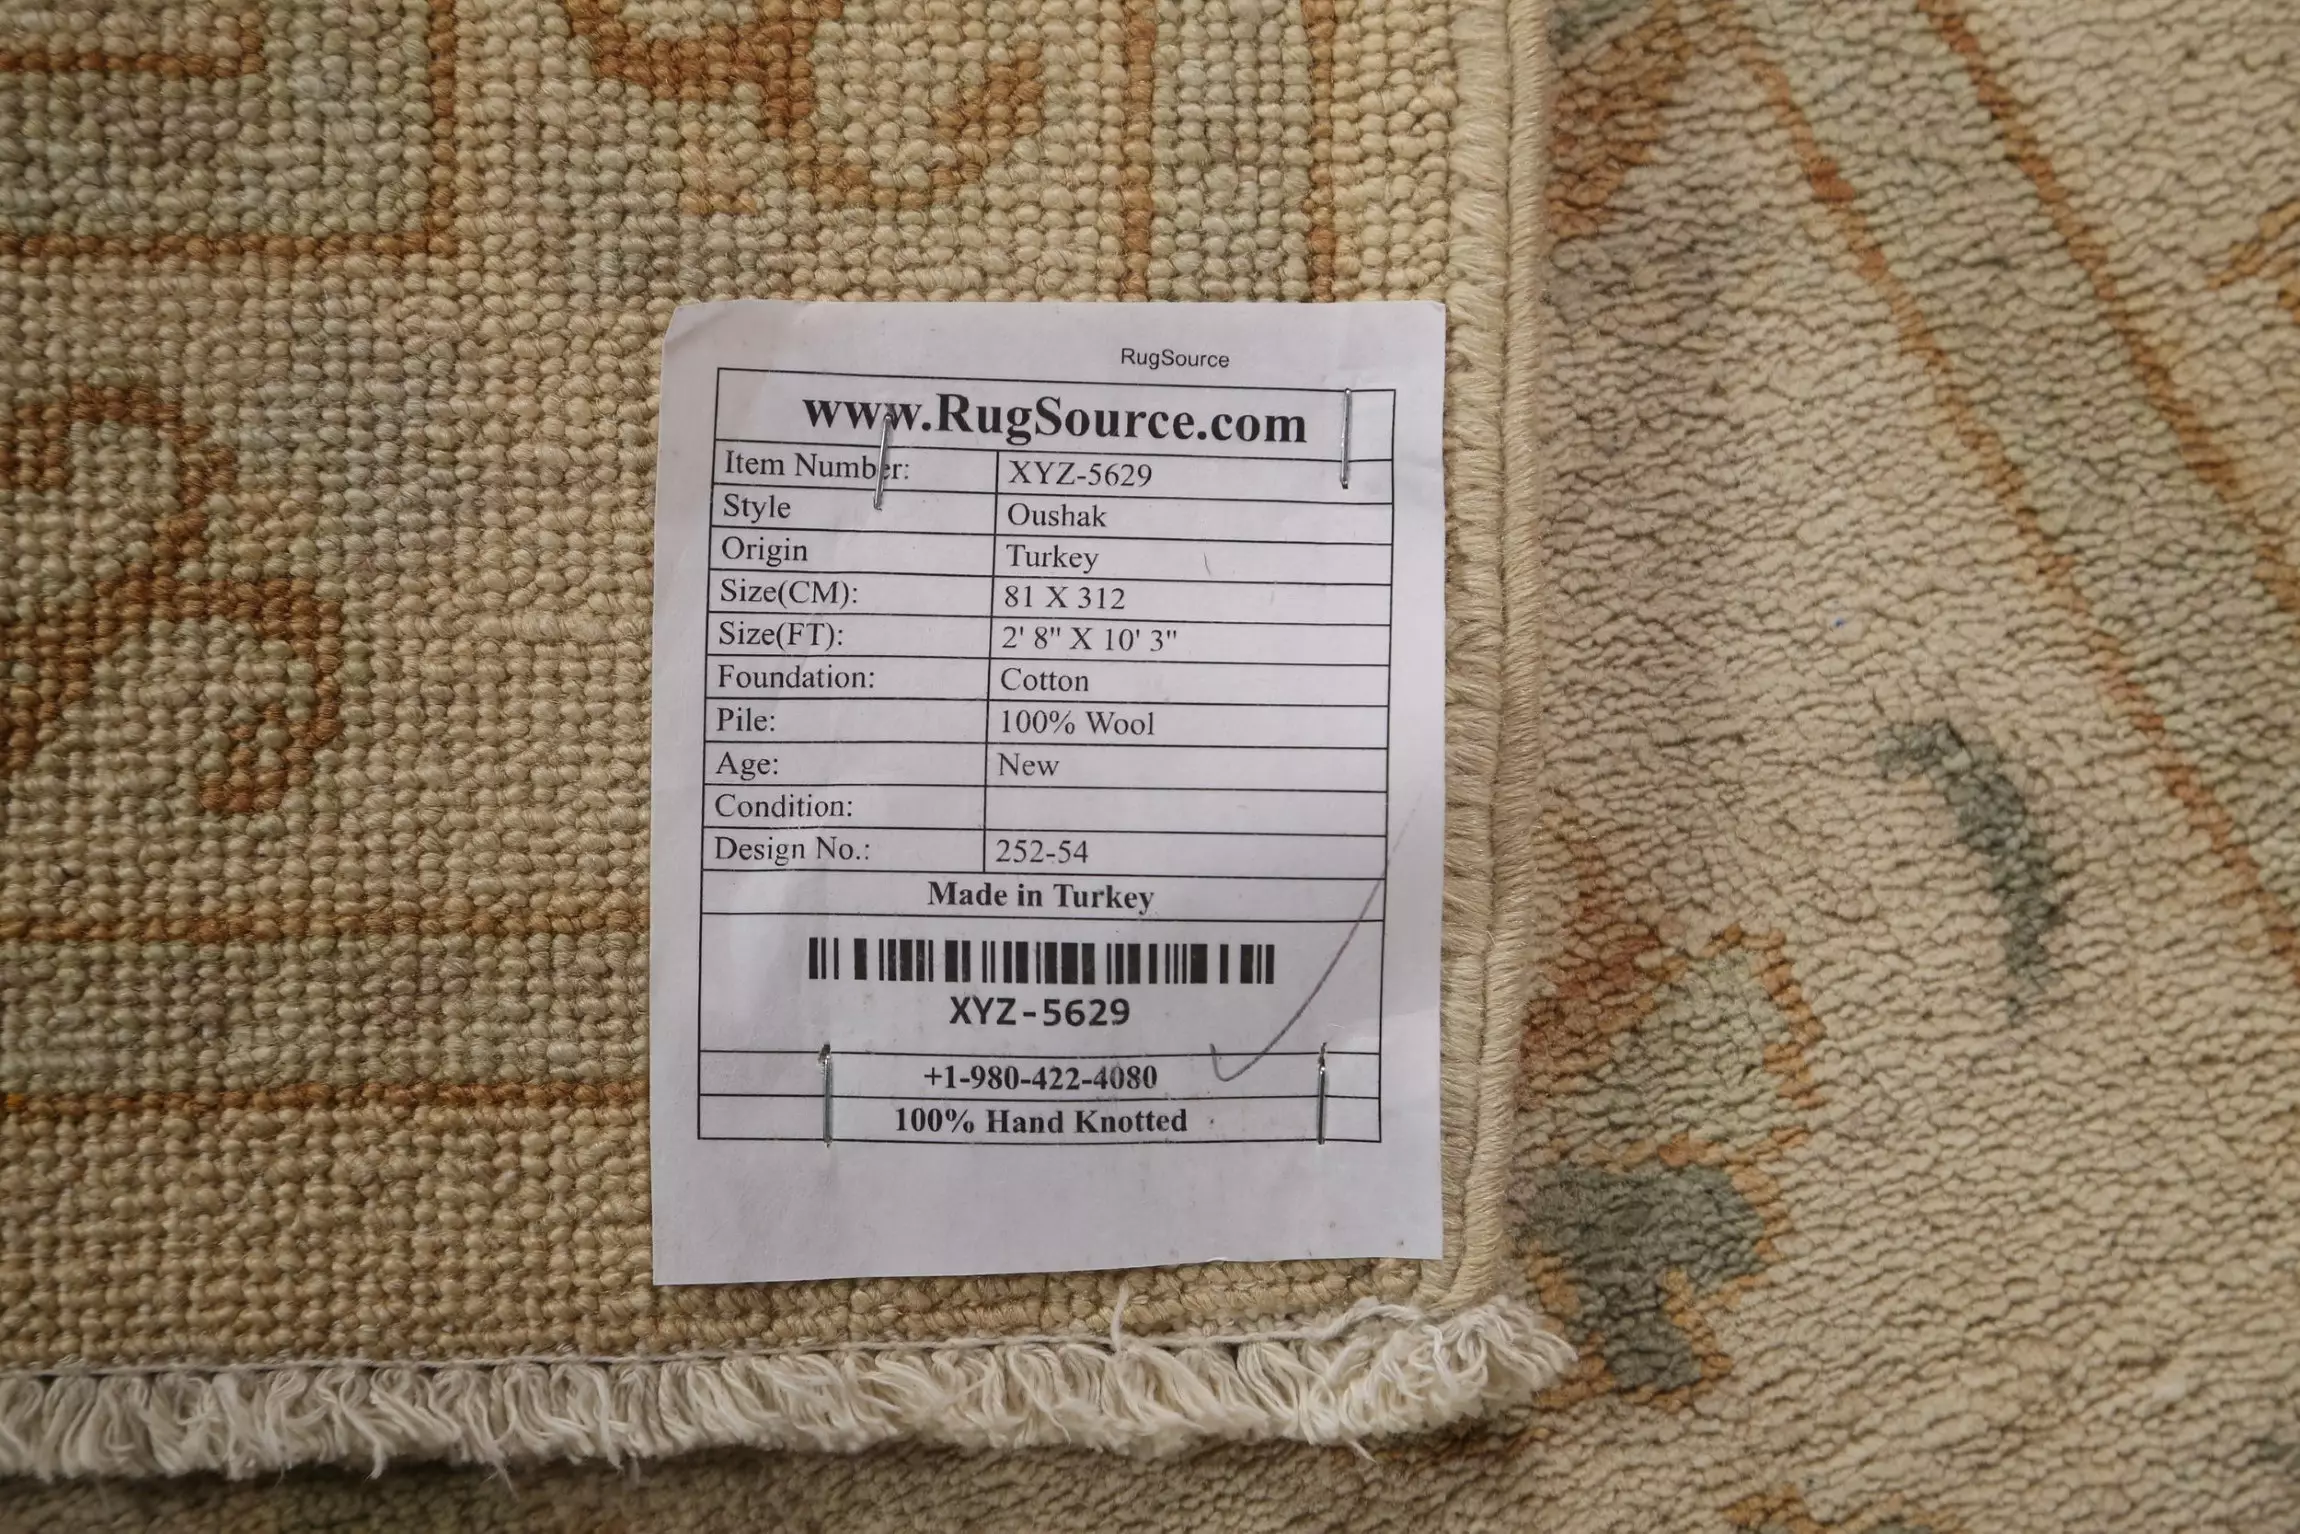 RugSource
www.RugSource.com
Item Number: XYZ-5629
Style Oushak
Origin Turkey
Size(CM): 81 X 312
Size(FT): 2' 8" X 10' 3"
Foundation: Cotton
Pile: 100% Wool
Age: New
Condition:
Design No.: 252-54
Made in Turkey
XYZ-5629
+1-980-422-4080
100% Hand Knotted